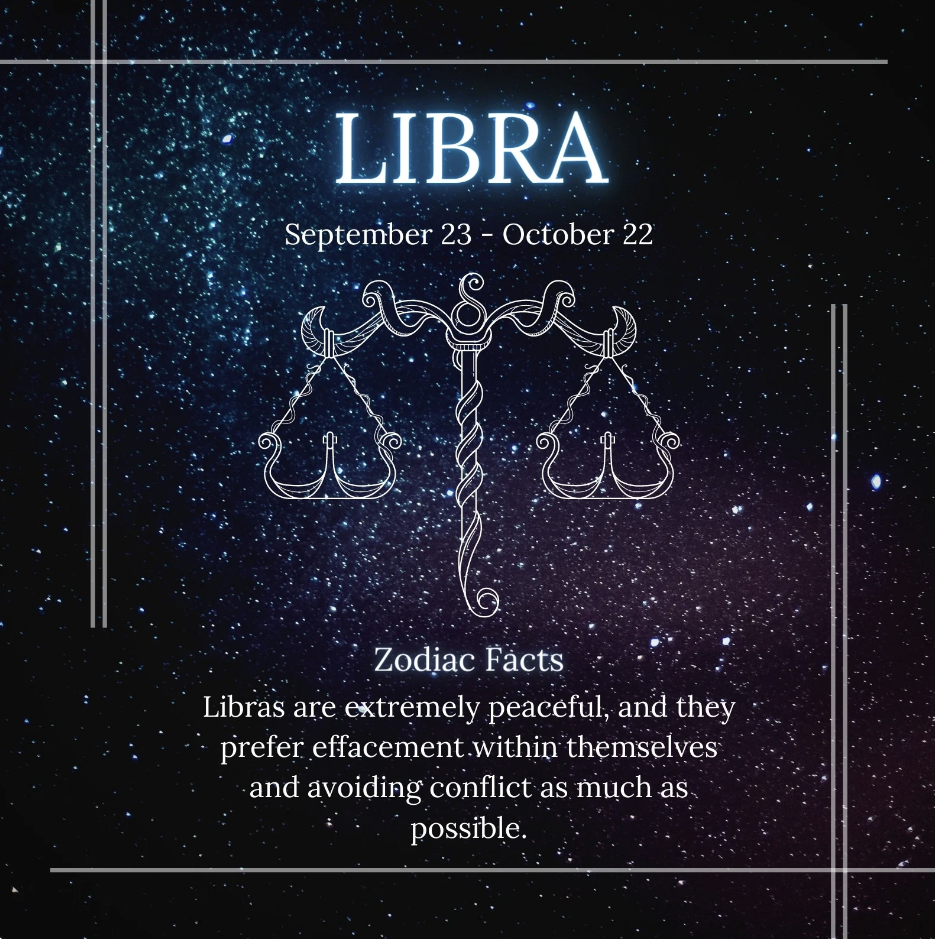 LIBRA
September 23 - October 22
Zodiac Facts
Libras are extremely peaceful, and they
prefer effacement within themselves
and avoiding conflict as much as
possible.